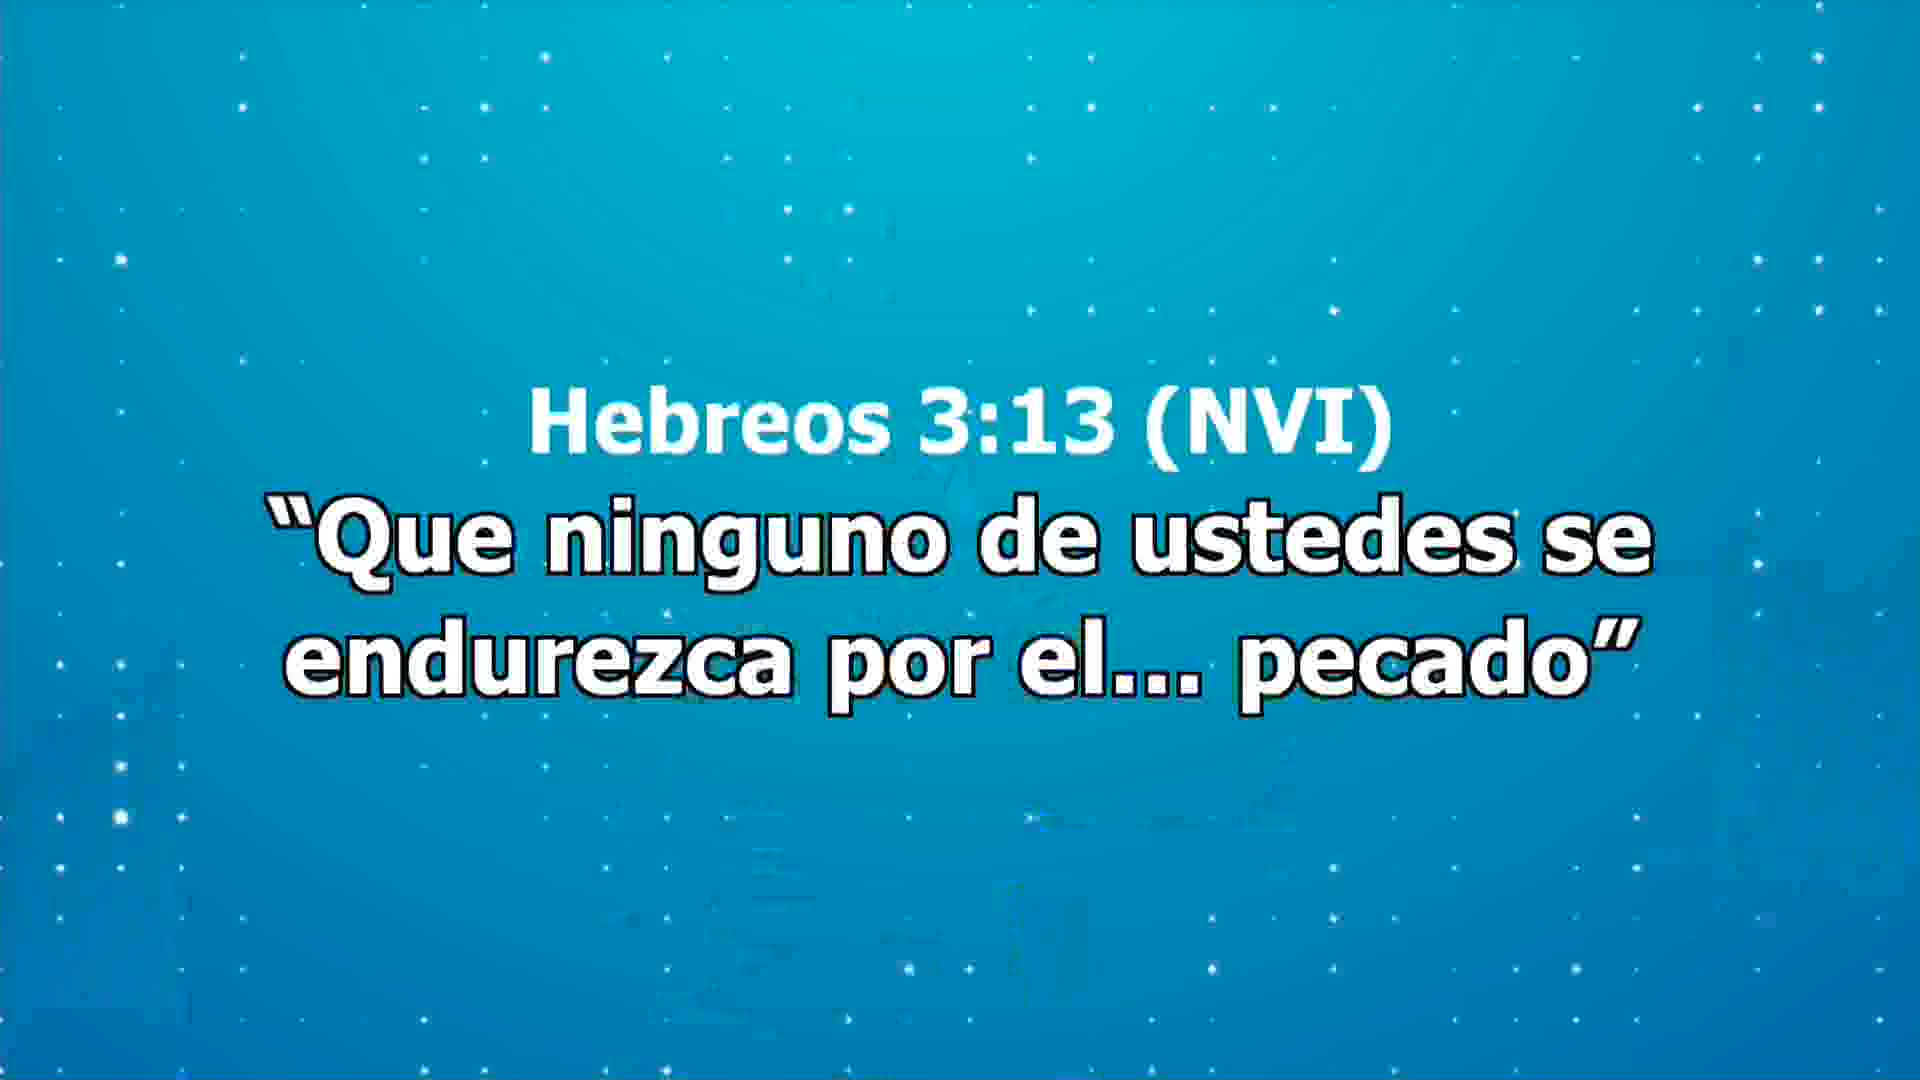 Hebreos 3:13 (NVI)
“Que ninguno de ustedes se
endurezca por el... pecado”